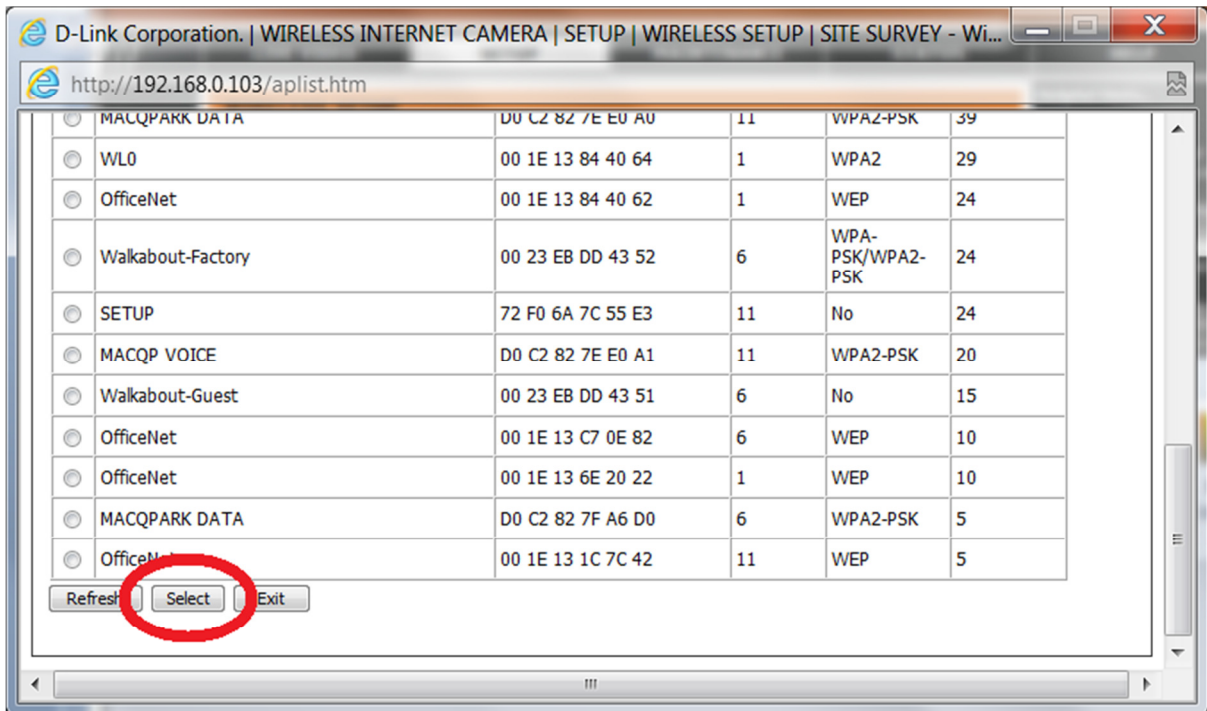 D-Link Corporation. | WIRELESS INTERNET CAMERA | SETUP | WIRELESS SETUP | SITE SURVEY - Wi...
http://192.168.0.103/aplist.htm
MACQPARK DATA D0 C2 82 7E E0 A0 11 WPA2-PSK 39
WL0 00 1E 13 84 40 64 1 WPA2 29
OfficeNet 00 1E 13 84 40 62 1 WEP 24
Walkabout-Factory 00 23 EB DD 43 52 6 WPA-
PSK/WPA2-
PSK 24
SETUP 72 F0 6A 7C 55 E3 11 No 24
MACQP VOICE D0 C2 82 7E E0 A1 11 WPA2-PSK 20
Walkabout-Guest 00 23 EB DD 43 51 6 No 15
OfficeNet 00 1E 13 C7 0E 82 6 WEP 10
OfficeNet 00 1E 13 6E 20 22 1 WEP 10
MACQPARK DATA D0 C2 82 7F A6 D0 6 WPA2-PSK 5
OfficeNet 00 1E 13 1C 7C 42 11 WEP 5
Refresh Select Exit